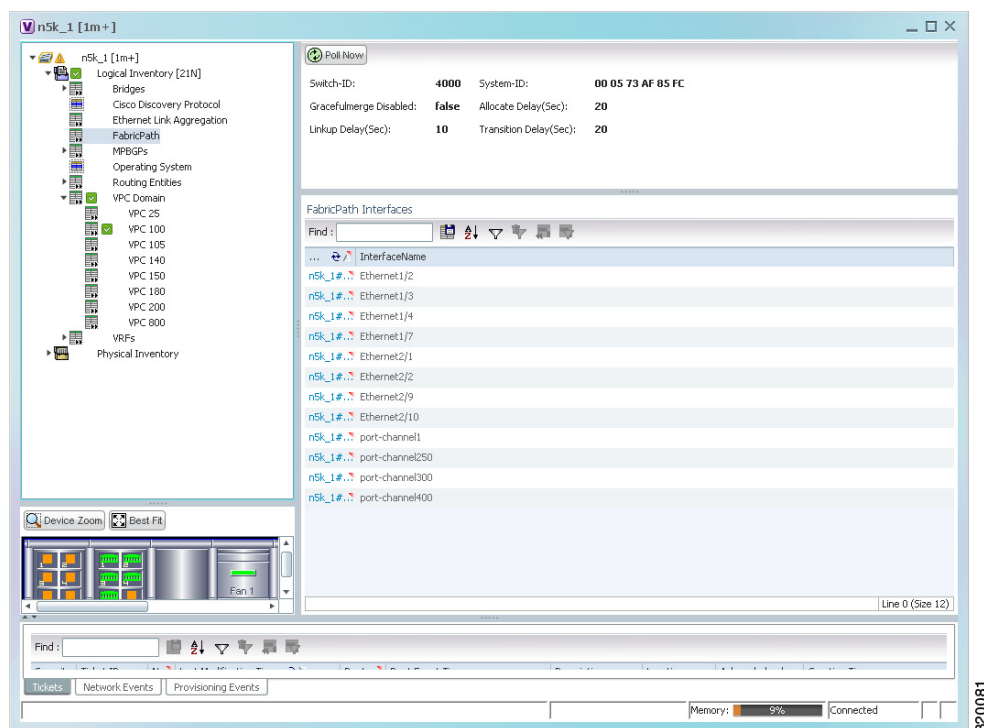 V n5k_1 [1m+]
n5k_1 [1m+]
Logical Inventory [21N]
Bridges
Cisco Discovery Protocol
Ethernet Link Aggregation
FabricPath
MPBGPs
Operating System
Routing Entities
VPC Domain
VPC 25
VPC 100
VPC 105
VPC 140
VPC 150
VPC 180
VPC 200
VPC 800
VRFs
Physical Inventory
Poll Now
Switch-ID: 4000 System-ID: 00 05 73 AF 85 FC
Gracefulmerge Disabled: false Allocate Delay(Sec): 20
Linkup Delay(Sec): 10 Transition Delay(Sec): 20
FabricPath Interfaces
Find :
... InterfaceName
n5k_1#... Ethernet1/2
n5k_1#... Ethernet1/3
n5k_1#... Ethernet1/4
n5k_1#... Ethernet1/7
n5k_1#... Ethernet2/1
n5k_1#... Ethernet2/2
n5k_1#... Ethernet2/9
n5k_1#... Ethernet2/10
n5k_1#... port-channel1
n5k_1#... port-channel250
n5k_1#... port-channel300
n5k_1#... port-channel400
Line 0 (Size 12)
Device Zoom Best Fit
Fan 1
Find :
Tickets Network Events Provisioning Events
Memory: 9% Connected
320081